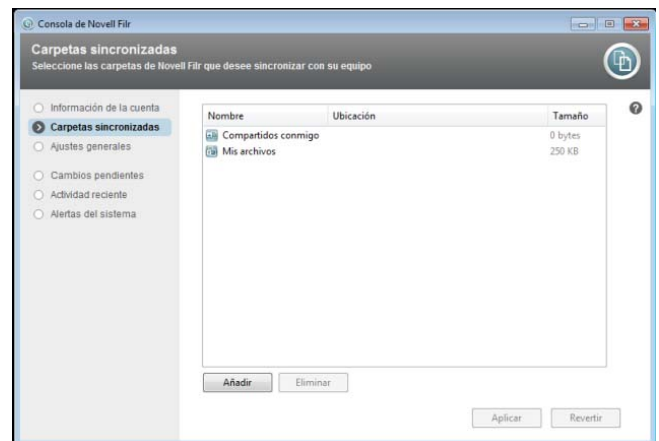 Consola de Novell Filr
Carpetas sincronizadas
Seleccione las carpetas de Novell Filr que desee sincronizar con su equipo
Información de la cuenta
Carpetas sincronizadas
Ajustes generales
Cambios pendientes
Actividad reciente
Alertas del sistema
Nombre Ubicación Tamaño
Compartidos conmigo 0 bytes
Mis archivos 250 KB
Añadir Eliminar
Aplicar Revertir